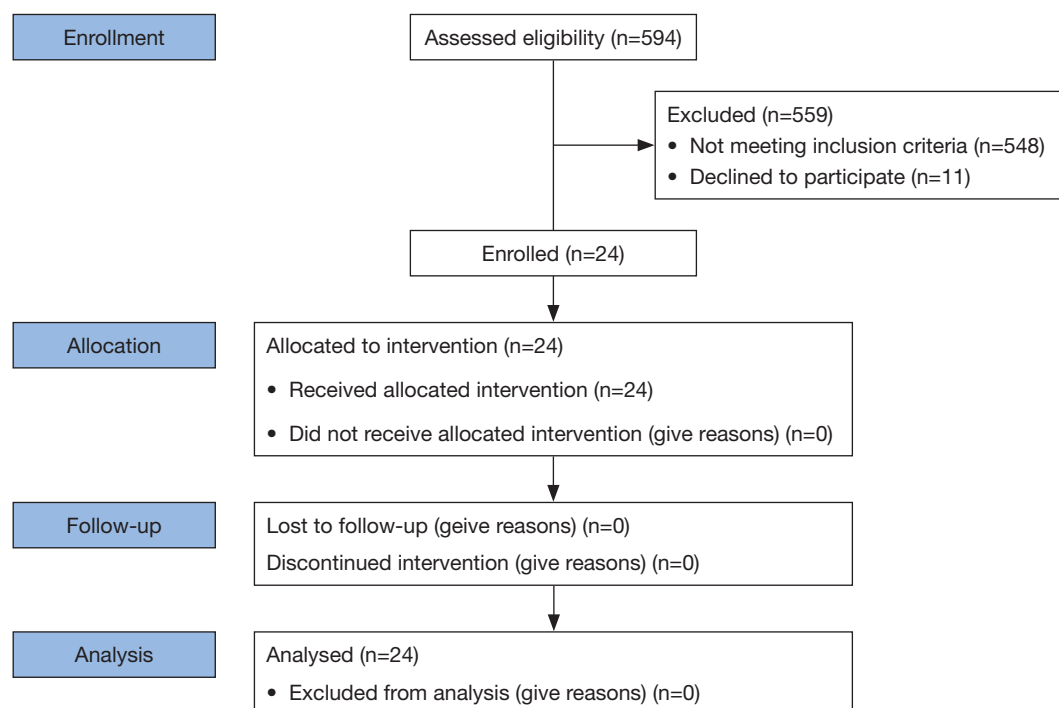 Enrollment
Assessed eligibility (n=594)
Excluded (n=559)
• Not meeting inclusion criteria (n=548)
• Declined to participate (n=11)
Enrolled (n=24)
Allocation
Allocated to intervention (n=24)
• Received allocated intervention (n=24)
• Did not receive allocated intervention (give reasons) (n=0)
Follow-up
Lost to follow-up (geive reasons) (n=0)
Discontinued intervention (give reasons) (n=0)
Analysis
Analysed (n=24)
• Excluded from analysis (give reasons) (n=0)